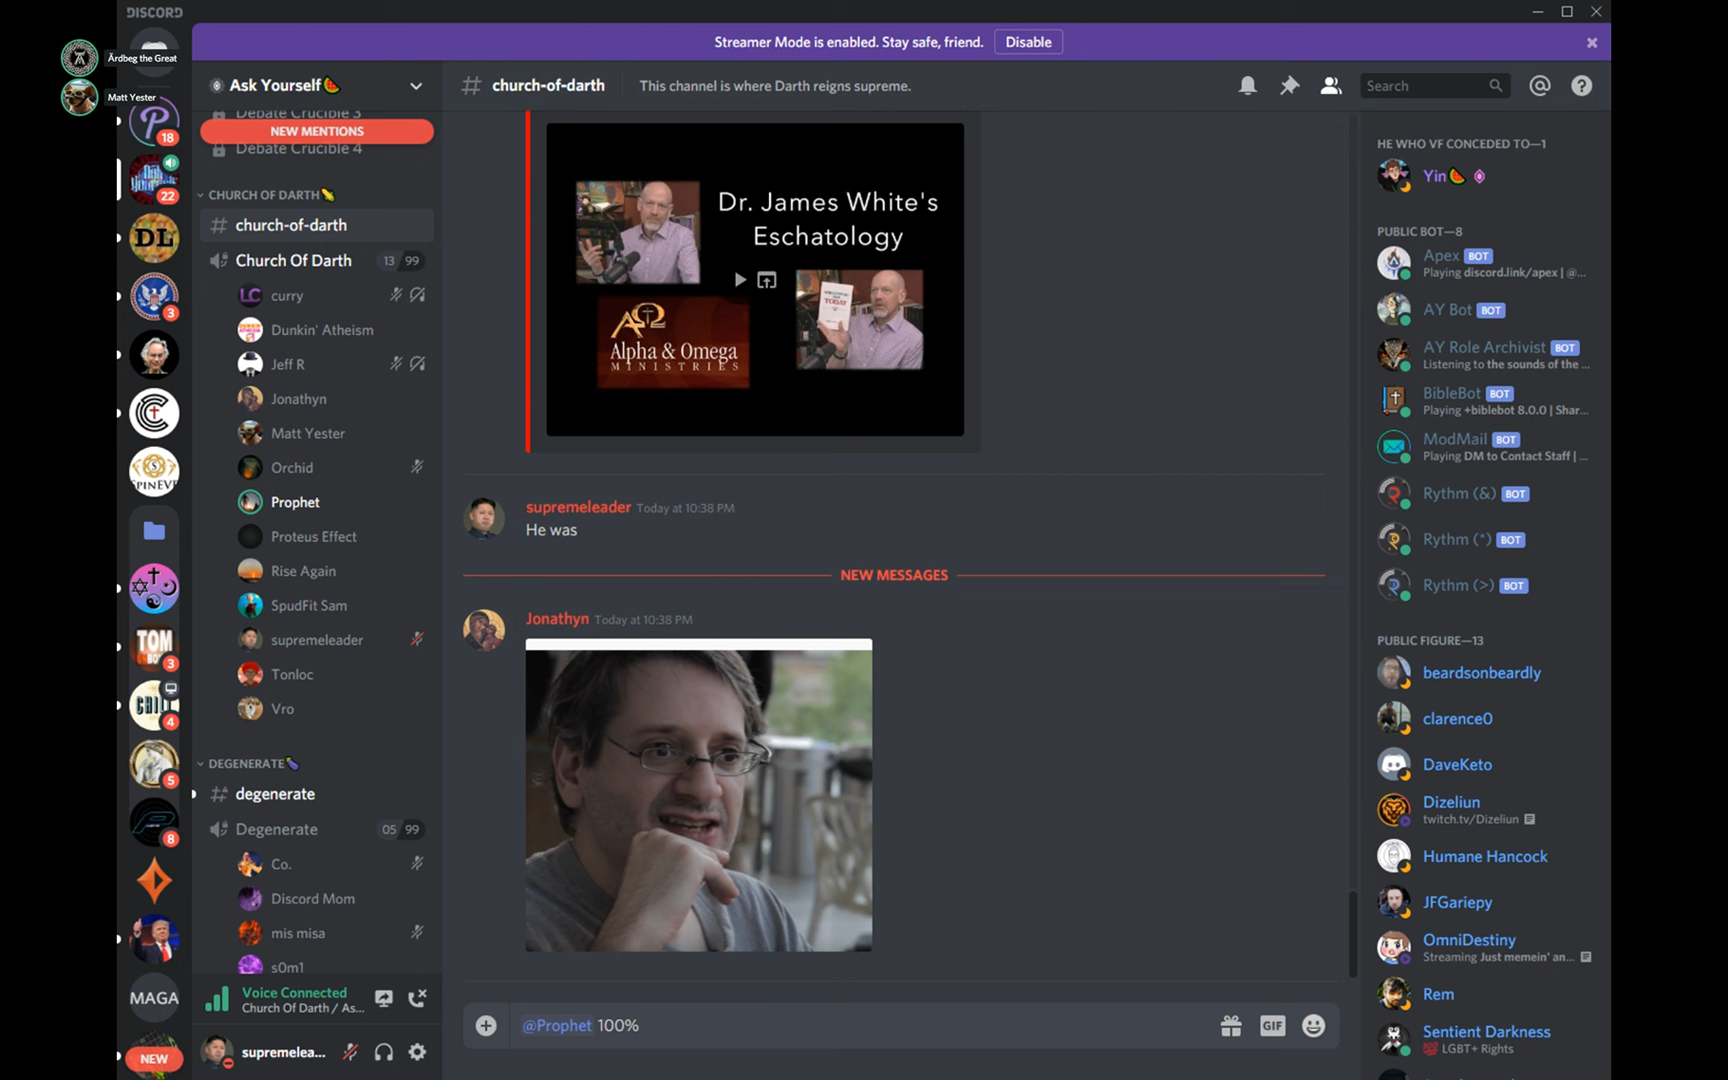 DISCORD
Ärdbeg the Great
Matt Yester
Streamer Mode is enabled. Stay safe, friend.
Disable
Ask Yourself🍉
church-of-darth
This channel is where Darth reigns supreme.
Search
18
22
DL
3
SPINEVE
TOM
3
4
5
8
MAGA
NEW
Debate Crucible 3
NEW MENTIONS
Debate Crucible 4
CHURCH OF DARTH🌽
church-of-darth
Church Of Darth 13 99
LC curry
Dunkin' Atheism
Jeff R
Jonathyn
Matt Yester
Orchid
Prophet
Proteus Effect
Rise Again
SpudFit Sam
supremeleader
Tonloc
Vro
DEGENERATE🍆
degenerate
Degenerate 05 99
Co.
Discord Mom
mis misa
s0m1
Voice Connected
Church Of Darth / As...
supremelea...
Dr. James White's
Eschatology
TODAY
ΑΩ
Alpha & Omega
MINISTRIES
supremeleader Today at 10:38 PM
He was
NEW MESSAGES
Jonathyn Today at 10:38 PM
@Prophet 100%
GIF
HE WHO VF CONCEDED TO—1
Yin🍉
PUBLIC BOT—8
Apex BOT
Playing discord.link/apex | @...
AY Bot BOT
AY Role Archivist BOT
Listening to the sounds of the ...
BibleBot BOT
Playing +biblebot 8.0.0 | Shar...
ModMail BOT
Playing DM to Contact Staff | ...
Rythm (&) BOT
Rythm (*) BOT
Rythm (>) BOT
PUBLIC FIGURE—13
beardsonbeardly
clarence0
DaveKeto
Dizeliun
twitch.tv/Dizeliun
Humane Hancock
JFGariepy
OmniDestiny
Streaming Just memein' an...
Rem
Sentient Darkness
💯 LGBT+ Rights